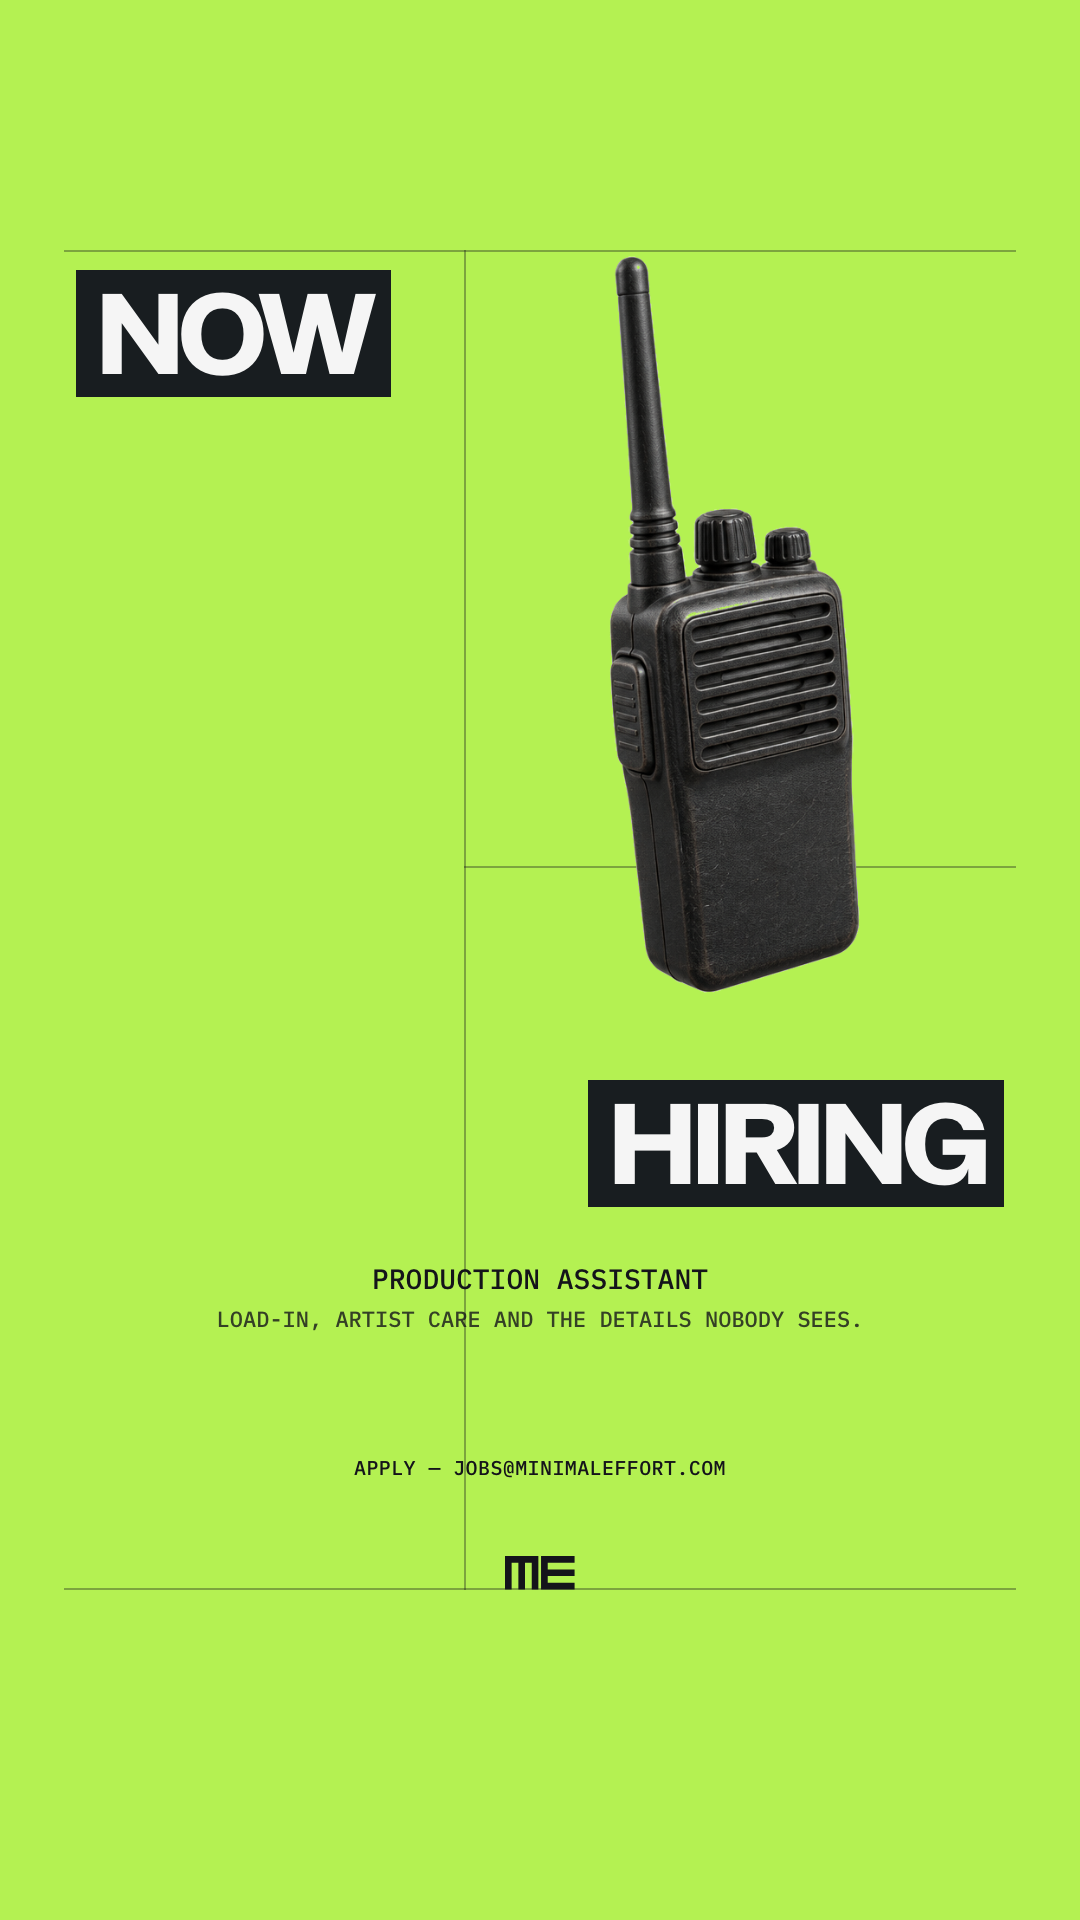 NOW
HIRING
PRODUCTION ASSISTANT
LOAD-IN, ARTIST CARE AND THE DETAILS NOBODY SEES.
APPLY — JOBS@MINIMALEFFORT.COM
ME